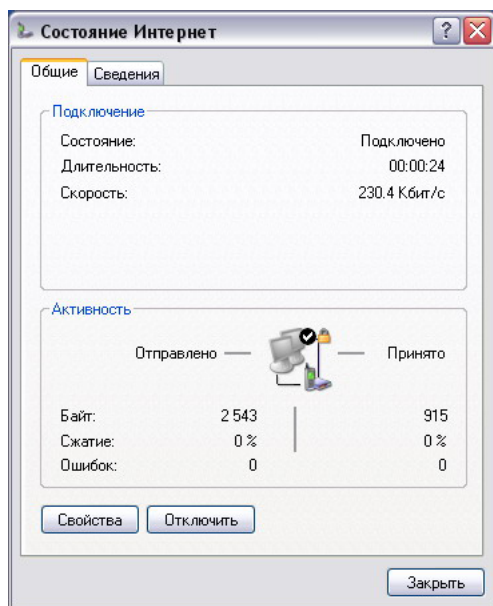 Состояние Интернет
Общие Сведения
Подключение
Состояние: Подключено
Длительность: 00:00:24
Скорость: 230.4 Кбит/с
Активность
Отправлено — — Принято
Байт: 2 543 915
Сжатие: 0 % 0 %
Ошибок: 0 0
Свойства Отключить
Закрыть